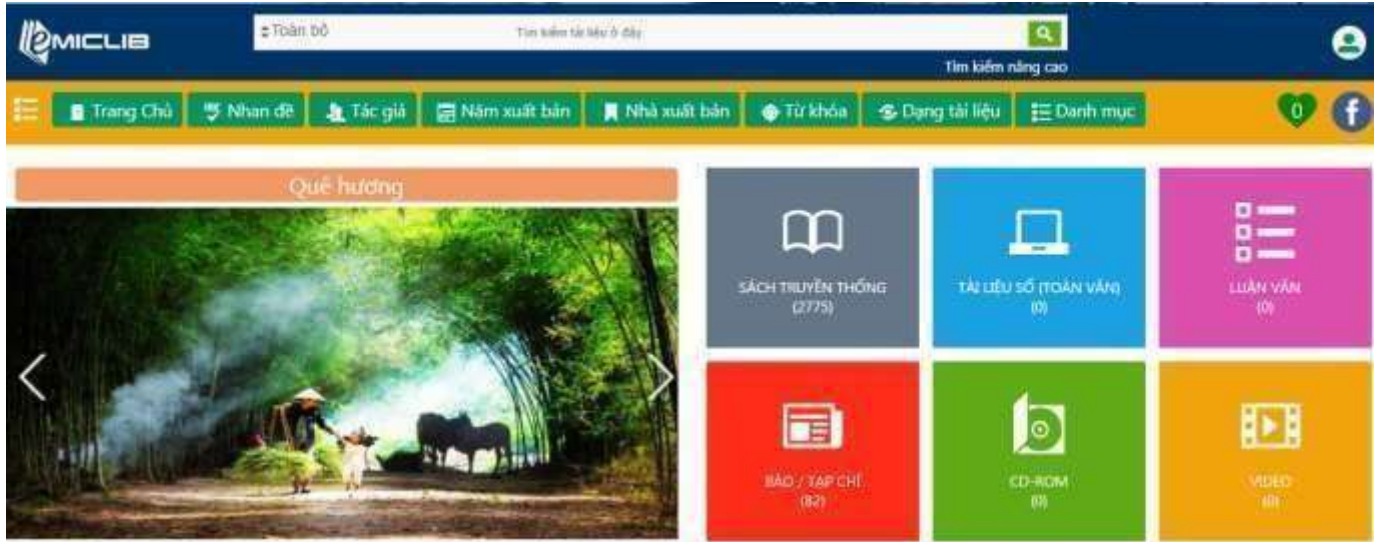 eMICLIB
Toàn bộ
Tìm kiếm tài liệu ở đây
Tìm kiếm nâng cao
Trang Chủ
Nhan đề
Tác giả
Năm xuất bản
Nhà xuất bản
Từ khóa
Dạng tài liệu
Danh mục
0
f
Quê hương
SÁCH TRUYỀN THỐNG
(2775)
TÀI LIỆU SỐ (TOÀN VĂN)
(0)
LUẬN VĂN
(0)
BÁO / TẠP CHÍ
(82)
CD-ROM
(0)
VIDEO
(0)